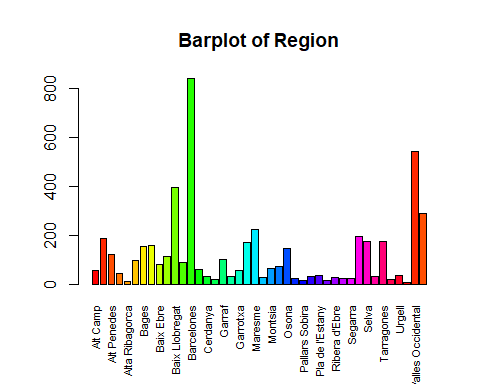 Barplot of Region
800
600
400
200
0
Alt Camp
Alt Penedes
Alta Ribagorca
Bages
Baix Ebre
Baix Llobregat
Barcelones
Cerdanya
Garraf
Garrotxa
Maresme
Montsia
Osona
Pallars Sobira
Pla de l'Estany
Ribera d'Ebre
Segarra
Selva
Tarragones
Urgell
Valles Occidental